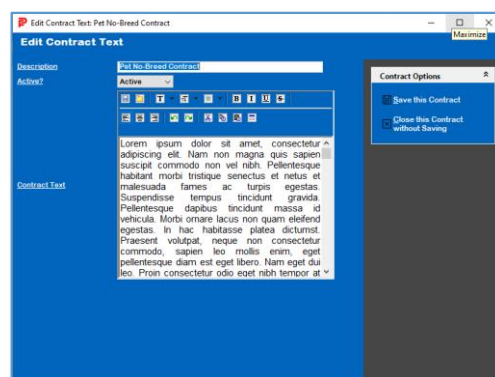 Edit Contract Text: Pet No-Breed Contract
Maximize
Edit Contract Text
Description
Pet No-Breed Contract
Active?
Active
B I U S
Contract Text
Lorem ipsum dolor sit amet, consectetur
adipiscing elit. Nam non magna quis sapien
suscipit commodo non vel nibh. Pellentesque
habitant morbi tristique senectus et netus et
malesuada fames ac turpis egestas.
Suspendisse tempus tincidunt gravida.
Pellentesque dapibus tincidunt massa id
vehicula. Morbi ornare lacus non quam eleifend
egestas. In hac habitasse platea dictumst.
Praesent volutpat, neque non consectetur
commodo, sapien leo mollis enim, eget
pellentesque diam est eget libero. Nam eget dui
leo. Proin consectetur odio eget nibh tempor at
Contract Options
Save this Contract
Close this Contract
without Saving